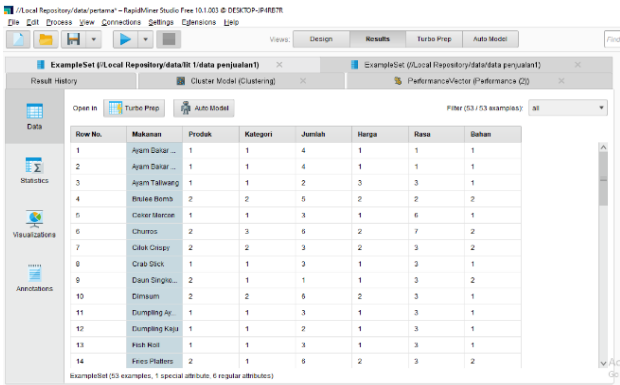 //Local Repository/data/pertama* – RapidMiner Studio Free 10.1.003 @ DESKTOP-JP4RB7R
File Edit Process View Connections Settings Extensions Help
Views: Design Results Turbo Prep Auto Model Find
ExampleSet (//Local Repository/data/lit 1/data penjualan1) ExampleSet (//Local Repository/data/data penjualan1)
Result History Cluster Model (Clustering) PerformanceVector (Performance (2))
Open in Turbo Prep Auto Model Filter (53 / 53 examples): all
Data
Statistics
Visualizations
Annotations
Row No. Makanan Produk Kategori Jumlah Harga Rasa Bahan
1 Ayam Bakar ... 1 1 4 1 1 1
2 Ayam Bakar ... 1 1 4 1 1 1
3 Ayam Taliwang 1 1 2 3 3 1
4 Brulee Bomb 2 2 5 2 2 2
5 Ceker Mercon 1 1 3 1 6 1
6 Churros 2 3 6 2 7 2
7 Cilok Crispy 2 2 3 2 3 2
8 Crab Stick 1 1 3 1 3 1
9 Daun Singko... 2 1 1 1 3 2
10 Dimsum 2 2 6 2 3 1
11 Dumpling Ay... 1 1 3 1 3 1
12 Dumpling Keju 1 1 2 1 3 1
13 Fish Roll 1 1 3 1 3 1
14 Frees Platters 2 1 6 2 3 2
ExampleSet (53 examples, 1 special attribute, 6 regular attributes)